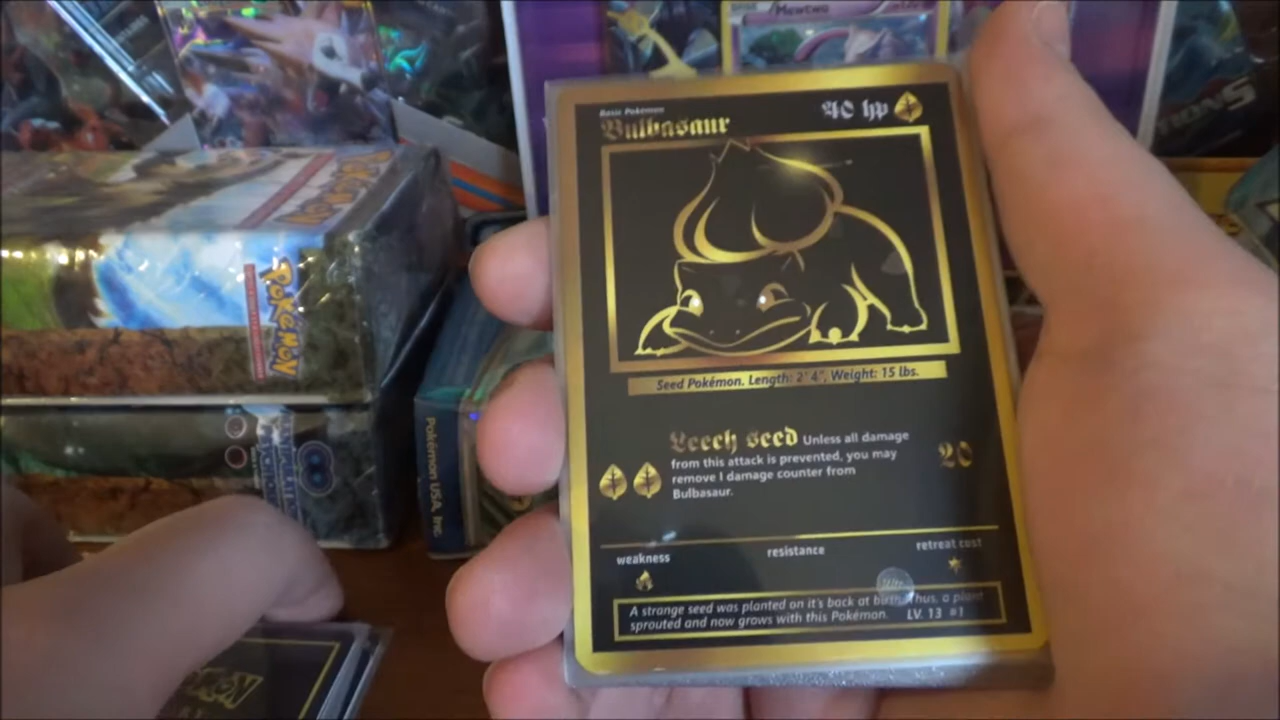 Mewtwo
Basic Pokémon
Bulbasaur
40 hp
Seed Pokémon. Length: 2' 4", Weight: 15 lbs.
Leech seed Unless all damage
from this attack is prevented, you may
remove 1 damage counter from
Bulbasaur.
20
weakness
resistance
retreat cost
A strange seed was planted on it's back at birth. Thus, a plant
sprouted and now grows with this Pokémon. LV. 13 #1
POKéMON
POKéMON
Pokémon USA, Inc